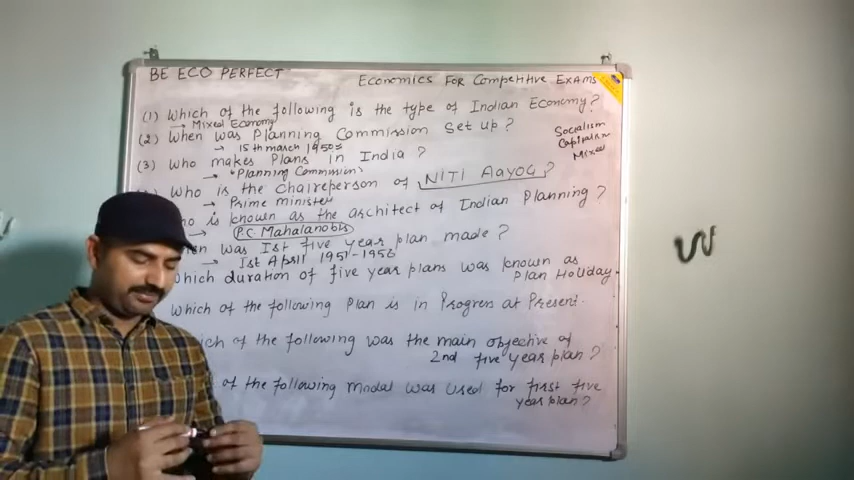 BE ECO PERFECT
Economics For Competitive Exams
(1) Which of the following is the type of Indian Economy?
→ Mixed Economy
(2) When was Planning Commission set up?
→ 15th march 1950
Socialism
Capitalism
Mixed
(3) Who makes Plans in India?
→ "Planning Commission"
Who is the Chaireperson of NITI Aayog?
→ Prime minister
ho is known as the architect of Indian Planning?
→ P.C. Mahalanobis
en was Ist five year plan made?
→ Ist April 1951-1956
which duration of five year plans was known as
Plan Holiday.
Which of the following Plan is in Progress at Present.
ich of the following was the main objective of
2nd five year plan?
of the following modal was used for first five
year plan?